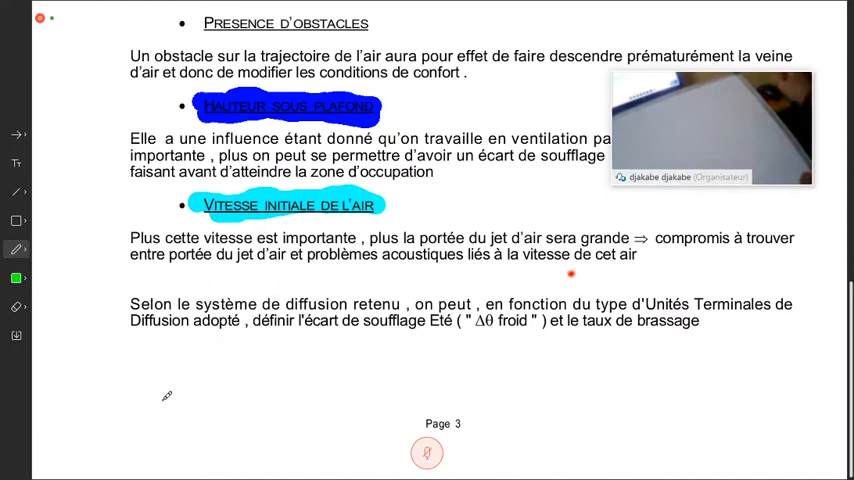 • PRESENCE D'OBSTACLES
Un obstacle sur la trajectoire de l'air aura pour effet de faire descendre prématurément la veine
d'air et donc de modifier les conditions de confort .
• HAUTEUR SOUS PLAFOND
Elle a une influence étant donné qu'on travaille en ventilation pa
importante , plus on peut se permettre d'avoir un écart de soufflage
faisant avant d'atteindre la zone d'occupation
djakabe djakabe (Organisateur)
• VITESSE INITIALE DE L'AIR
Plus cette vitesse est importante , plus la portée du jet d'air sera grande ⇒ compromis à trouver
entre portée du jet d'air et problèmes acoustiques liés à la vitesse de cet air
Selon le système de diffusion retenu , on peut , en fonction du type d'Unités Terminales de
Diffusion adopté , définir l'écart de soufflage Eté ( " Δθ froid " ) et le taux de brassage
Page 3
Tт